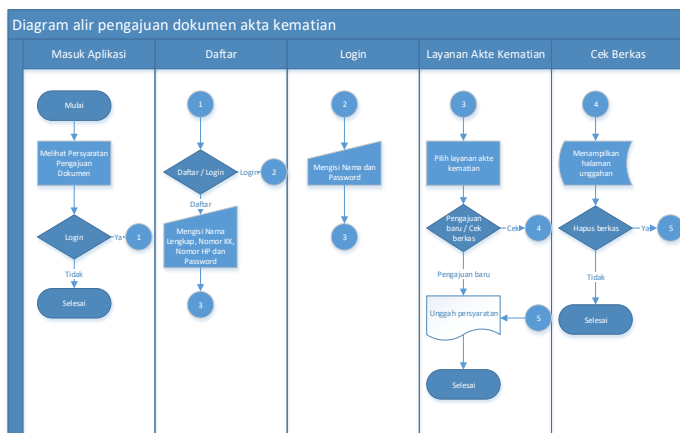 Diagram alir pengajuan dokumen akta kematian
Masuk Aplikasi
Daftar
Login
Layanan Akte Kematian
Cek Berkas
Mulai
Melihat Persyaratan
Pengajuan
Dokumen
Login
Ya
1
Tidak
Selesai
1
Daftar / Login
Login
2
Daftar
Mengisi Nama
Lengkap, Nomor KK,
Nomor HP dan
Password
3
2
Mengisi Nama dan
Password
3
3
Pilih layanan akte
kematian
Pengajuan
baru / Cek
berkas
Cek
4
Pengajuan baru
Unggah persyaratan
5
Selesai
4
Menampilkan
halaman
unggahan
Hapus berkas
Ya
5
Tidak
Selesai